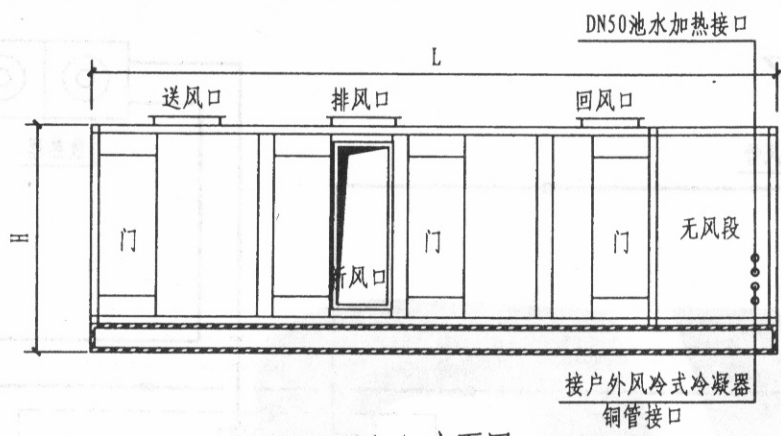 DN50池水加热接口
L
送风口
排风口
回风口
H
门
新风口
门
门
无风段
接户外风冷式冷凝器
铜管接口